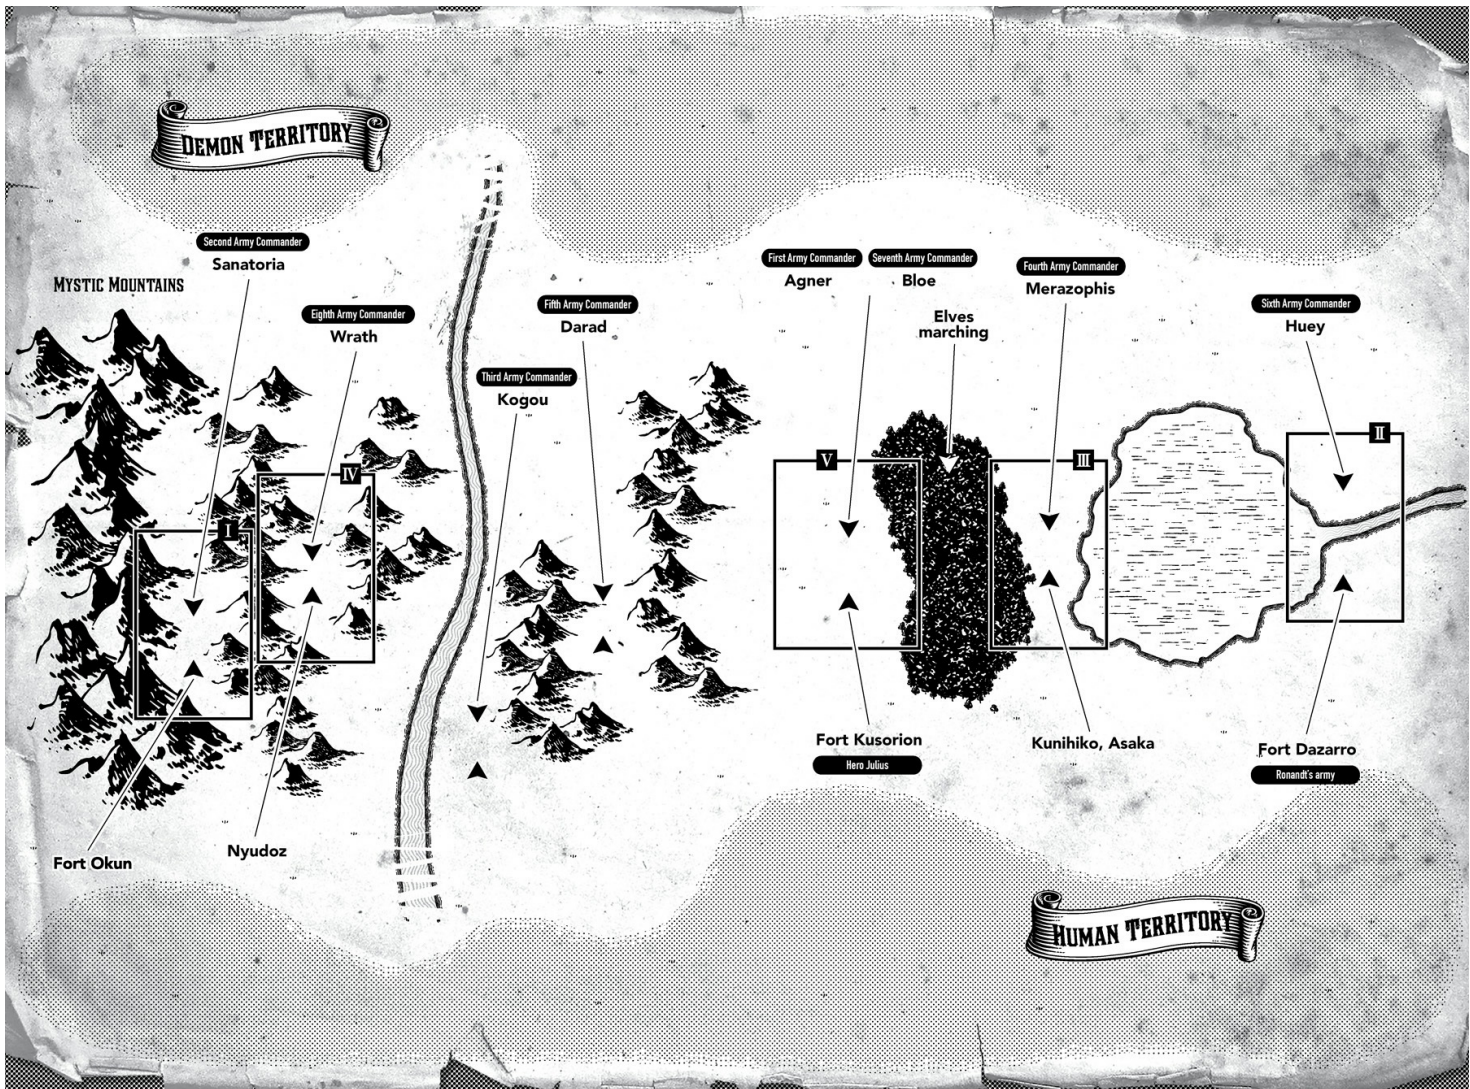 DEMON TERRITORY
Second Army Commander
Sanatoria
MYSTIC MOUNTAINS
Eighth Army Commander
Wrath
Fifth Army Commander
Darad
Third Army Commander
Kogou
First Army Commander
Agner
Seventh Army Commander
Bloe
Elves
marching
Fourth Army Commander
Merazophis
Sixth Army Commander
Huey
I
IV
V
III
II
Fort Okun
Nyudoz
Fort Kusorion
Hero Julius
Kunihiko, Asaka
Fort Dazarro
Ronandt's army
HUMAN TERRITORY